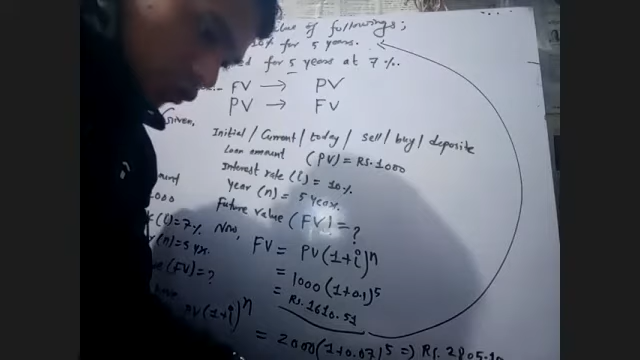 value of followings;
10% for 5 years.
for 5 years at 7%.
FV → PV
PV → FV
Given,
Initial / Current / today / sell / buy / deposite
Loan amount (PV) = Rs. 1000
Interest rate (i) = 10%
Year (n) = 5 years.
Future value (FV) = ?
Now, FV = PV(1+i)^n
= 1000(1+0.1)^5
= Rs. 1610.51
(i) = 7%
(n) = 5 yrs.
(FV) = ?
PV(1+i)^n
= 2000(1+0.07)^5 => Rs. 2805.10